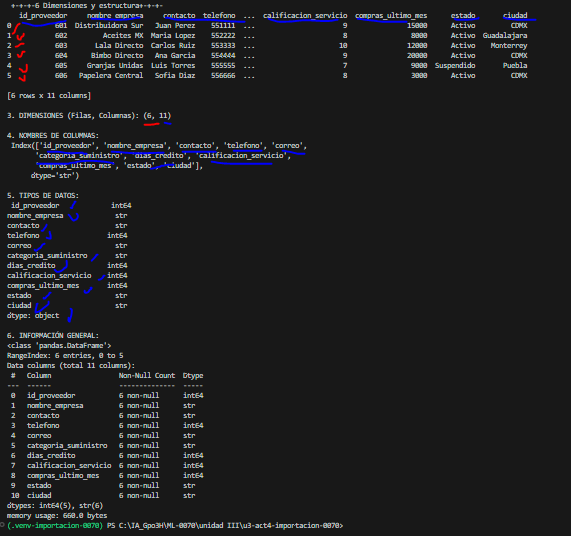 +-+-+-6 Dimensiones y estructura+-+-+-
id_proveedor nombre_empresa contacto telefono ... calificacion_servicio compras_ultimo_mes estado ciudad
0 601 Distribuidora Sur Juan Perez 551111 ... 9 15000 Activo CDMX
1 602 Aceites MX Maria Lopez 552222 ... 8 8000 Activo Guadalajara
2 603 Lala Directo Carlos Ruiz 553333 ... 10 12000 Activo Monterrey
3 604 Bimbo Directo Ana Garcia 554444 ... 9 20000 Activo CDMX
4 605 Granjas Unidas Luis Torres 555555 ... 7 9000 Suspendido Puebla
5 606 Papelera Central Sofia Diaz 556666 ... 8 3000 Activo CDMX
[6 rows x 11 columns]
3. DIMENSIONES (Filas, Columnas): (6, 11)
4. NOMBRES DE COLUMNAS:
Index(['id_proveedor', 'nombre_empresa', 'contacto', 'telefono', 'correo',
'categoria_suministro', 'dias_credito', 'calificacion_servicio',
'compras_ultimo_mes', 'estado', 'ciudad'],
dtype='str')
5. TIPOS DE DATOS:
id_proveedor int64
nombre_empresa str
contacto str
telefono int64
correo str
categoria_suministro str
dias_credito int64
calificacion_servicio int64
compras_ultimo_mes int64
estado str
ciudad str
dtype: object
6. INFORMACIÓN GENERAL:
<class 'pandas.DataFrame'>
RangeIndex: 6 entries, 0 to 5
Data columns (total 11 columns):
# Column Non-Null Count Dtype
--- ------ -------------- -----
0 id_proveedor 6 non-null int64
1 nombre_empresa 6 non-null str
2 contacto 6 non-null str
3 telefono 6 non-null int64
4 correo 6 non-null str
5 categoria_suministro 6 non-null str
6 dias_credito 6 non-null int64
7 calificacion_servicio 6 non-null int64
8 compras_ultimo_mes 6 non-null int64
9 estado 6 non-null str
10 ciudad 6 non-null str
dtypes: int64(5), str(6)
memory usage: 660.0 bytes
(.venv-importacion-0070) PS C:\IA_Gpo3H\ML-0070\unidad III\u3-act4-importacion-0070>